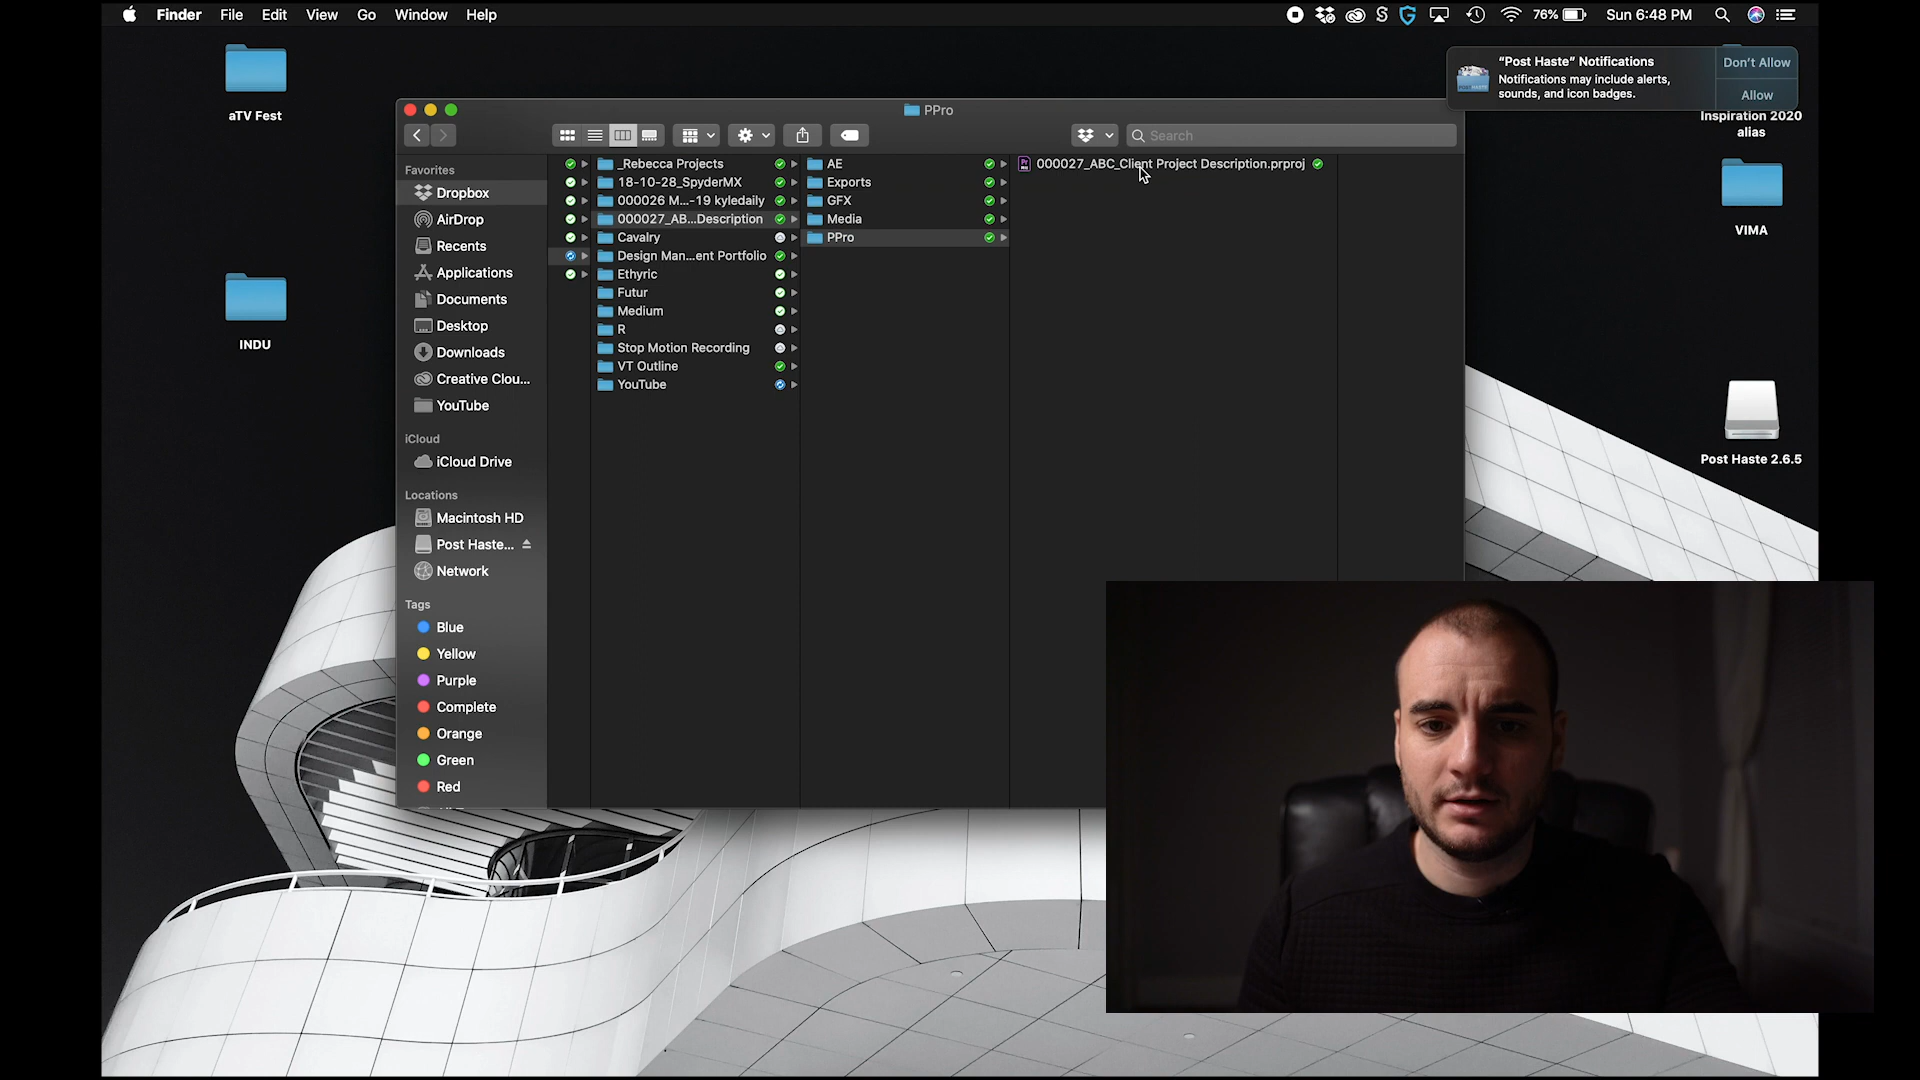 Finder File Edit View Go Window Help
76% Sun 6:48 PM
"Post Haste" Notifications
Notifications may include alerts,
sounds, and icon badges.
Don't Allow
Allow
aTV Fest
INDU
Inspiration 2020
alias
VIMA
Post Haste 2.6.5
PPro
Search
Favorites
Dropbox
AirDrop
Recents
Applications
Documents
Desktop
Downloads
Creative Clou...
YouTube
iCloud
iCloud Drive
Locations
Macintosh HD
Post Haste...
Network
Tags
Blue
Yellow
Purple
Complete
Orange
Green
Red
_Rebecca Projects
18-10-28_SpyderMX
000026 M...-19 kyledaily
000027_AB...Description
Cavalry
Design Man...ent Portfolio
Ethyric
Futur
Medium
R
Stop Motion Recording
VT Outline
YouTube
AE
Exports
GFX
Media
PPro
000027_ABC_Client Project Description.prproj